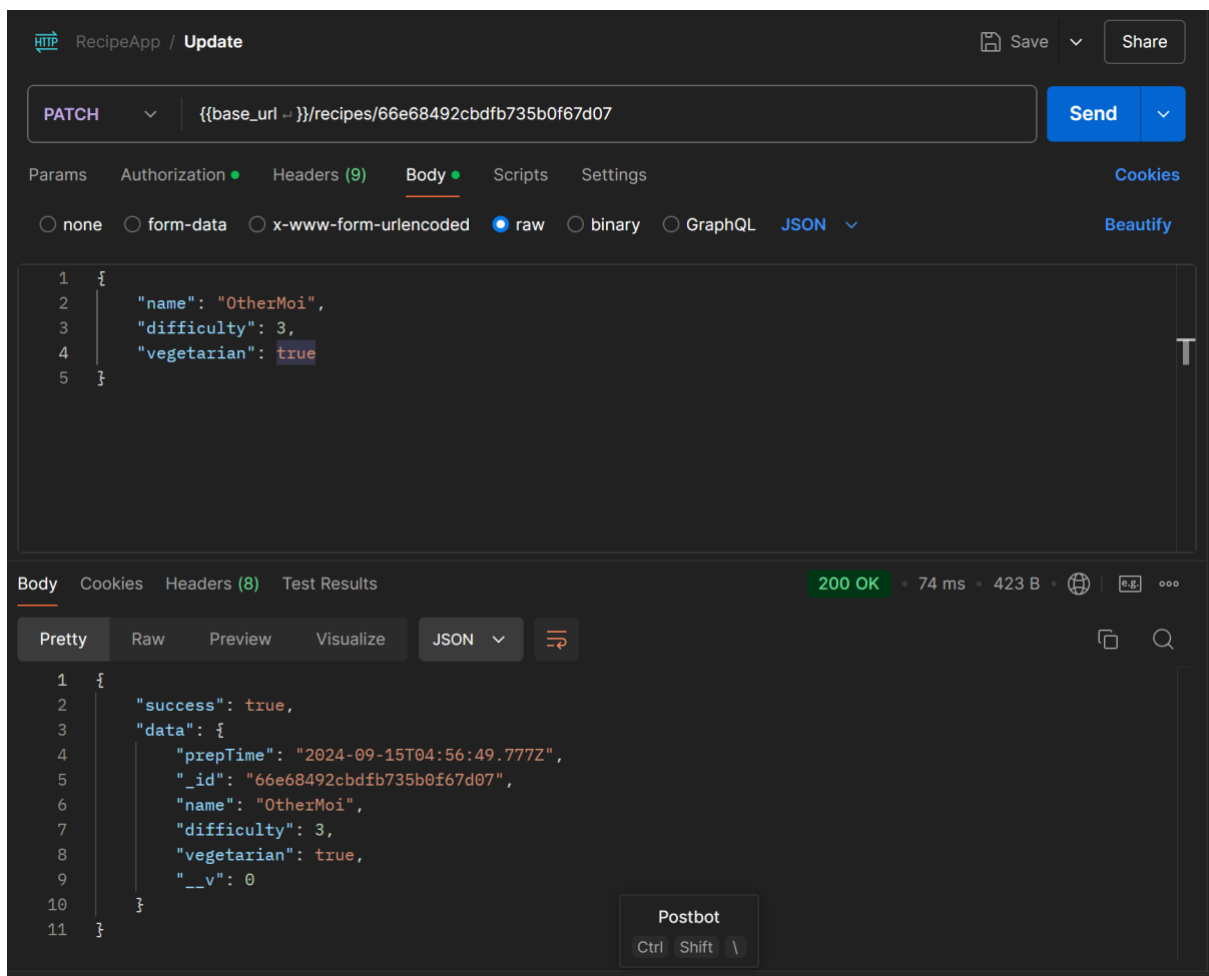 HTTP RecipeApp / Update Save Share
PATCH {{base_url ↵ }}/recipes/66e68492cbdfb735b0f67d07 Send
Params Authorization Headers (9) Body Scripts Settings Cookies
none form-data x-www-form-urlencoded raw binary GraphQL JSON Beautify
1 {
2 "name": "OtherMoi",
3 "difficulty": 3,
4 "vegetarian": true
5 }
Body Cookies Headers (8) Test Results 200 OK • 74 ms • 423 B • e.g.
Pretty Raw Preview Visualize JSON
1 {
2 "success": true,
3 "data": {
4 "prepTime": "2024-09-15T04:56:49.777Z",
5 "_id": "66e68492cbdfb735b0f67d07",
6 "name": "OtherMoi",
7 "difficulty": 3,
8 "vegetarian": true,
9 "__v": 0
10 }
11 }
Postbot
Ctrl Shift \